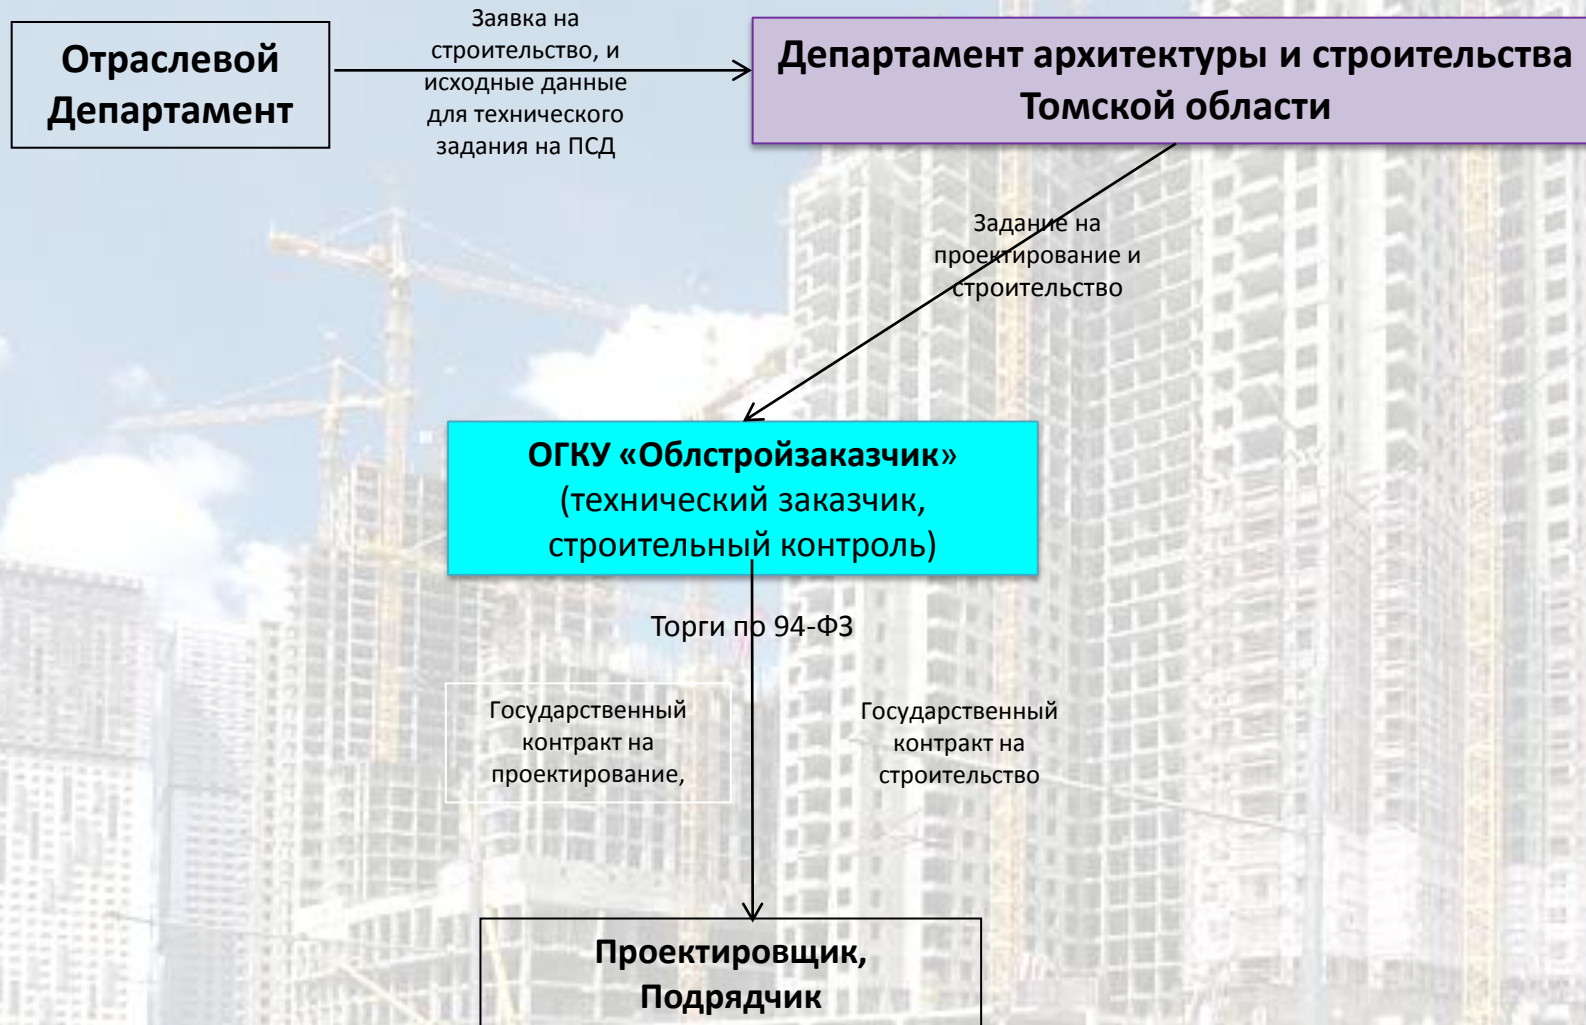 Отраслевой
Департамент
Заявка на
строительство, и
исходные данные
для технического
задания на ПСД
Департамент архитектуры и строительства
Томской области
Задание на
проектирование и
строительство
ОГКУ «Облстройзаказчик»
(технический заказчик,
строительный контроль)
Торги по 94-ФЗ
Государственный
контракт на
проектирование,
Государственный
контракт на
строительство
Проектировщик,
Подрядчик